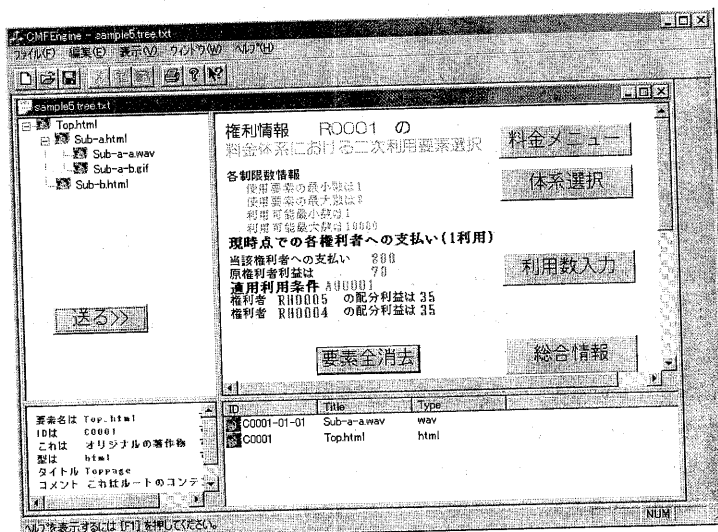 CMFEngine - sample5.tree.txt
ファイル(F) 編集(E) 表示(V) ウィンドウ(W) ヘルプ(H)
sample5.tree.txt
Top.html
Sub-a.html
Sub-a-a.wav
Sub-a-b.gif
Sub-b.html
送る>>
権利情報 R0001 の
料金体系における二次利用要素選択
各制限数情報
使用要素の最小数は1
使用要素の最大数は
利用可能最小数は1
利用可能最大数は10000
現時点での各権利者への支払い(1利用)
当該権利者への支払い 200
原権利者利益は 70
適用利用条件 AU0001
権利者 RH0005 の配分利益は 35
権利者 RH0004 の配分利益は 35
要素全消去
料金メニュー
体系選択
利用数入力
総合情報
要素名は Top.html
IDは C0001
これは オリジナルの著作物
型は html
タイトル Toppage
コメント これはルートのコンテ
ID Title Type
C0001-01-01 Sub-a-a.wav wav
C0001 Top.html html
ヘルプを表示するには [F1] を押してください。
NUM